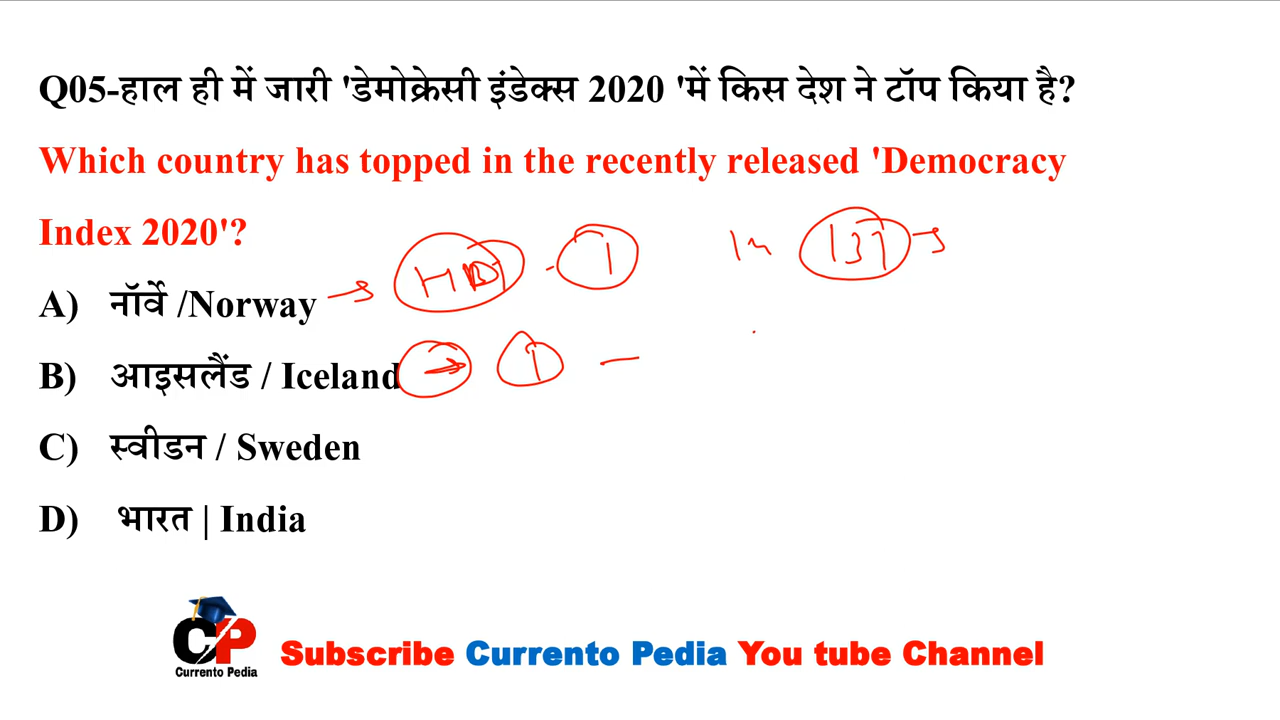 Q05-हाल ही में जारी 'डेमोक्रेसी इंडेक्स 2020 'में किस देश ने टॉप किया है?
Which country has topped in the recently released 'Democracy
Index 2020'?
HDI - 1
In 131 →
A) नॉर्वे /Norway →
B) आइसलैंड / Iceland → 1 —
C) स्वीडन / Sweden
D) भारत | India
CP
Currento Pedia
Subscribe Currento Pedia You tube Channel